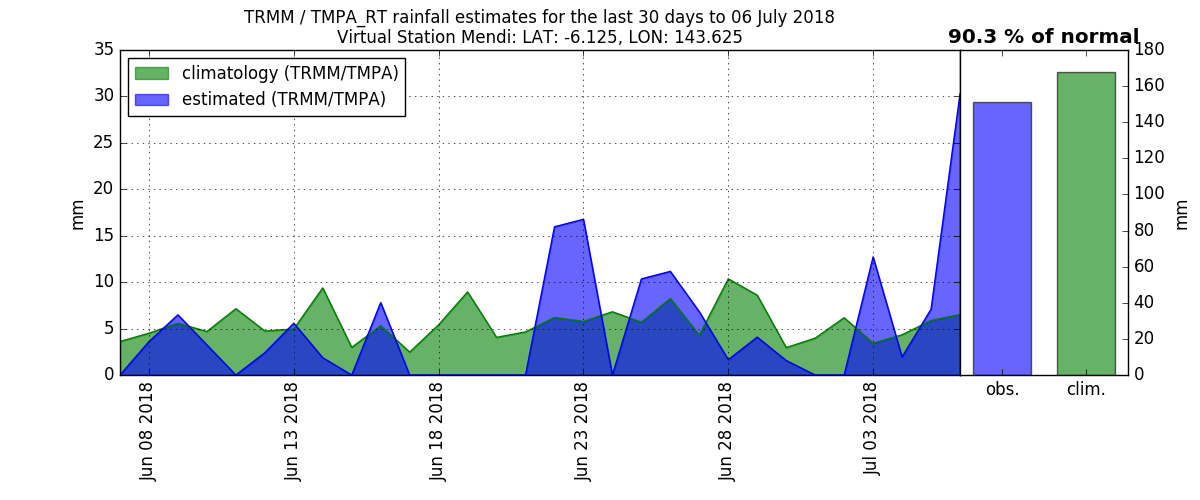 TRMM / TMPA_RT rainfall estimates for the last 30 days to 06 July 2018
Virtual Station Mendi: LAT: -6.125, LON: 143.625
90.3 % of normal
climatology (TRMM/TMPA)
estimated (TRMM/TMPA)
35
30
25
20
15
10
5
0
mm
Jun 08 2018
Jun 13 2018
Jun 18 2018
Jun 23 2018
Jun 28 2018
Jul 03 2018
180
160
140
120
100
80
60
40
20
0
mm
obs.
clim.